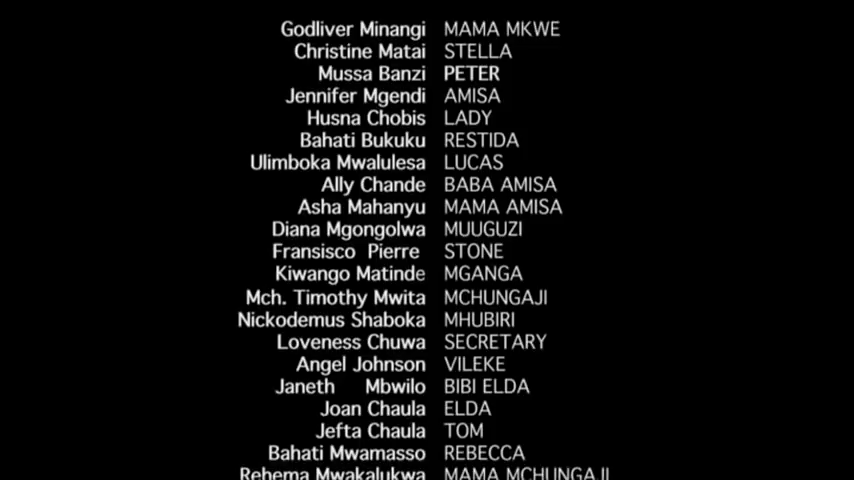 Godliver Minangi MAMA MKWE
Christine Matai STELLA
Mussa Banzi PETER
Jennifer Mgendi AMISA
Husna Chobis LADY
Bahati Bukuku RESTIDA
Ulimboka Mwalulesa LUCAS
Ally Chande BABA AMISA
Asha Mahanyu MAMA AMISA
Diana Mgongolwa MUUGUZI
Fransisco Pierre STONE
Kiwango Matinde MGANGA
Mch. Timothy Mwita MCHUNGAJI
Nickodemus Shaboka MHUBIRI
Loveness Chuwa SECRETARY
Angel Johnson VILEKE
Janeth Mbwilo BIBI ELDA
Joan Chaula ELDA
Jefta Chaula TOM
Bahati Mwamasso REBECCA
Rehema Mwakalukwa MAMA MCHUNGAJI